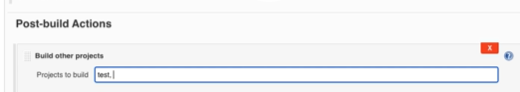 Post-build Actions
X
Build other projects
Projects to build test,